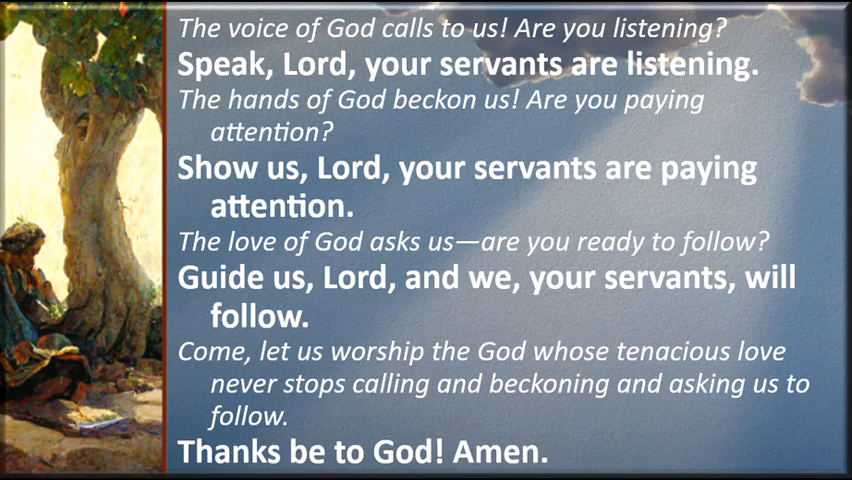 The voice of God calls to us! Are you listening?
Speak, Lord, your servants are listening.
The hands of God beckon us! Are you paying
attention?
Show us, Lord, your servants are paying
attention.
The love of God asks us—are you ready to follow?
Guide us, Lord, and we, your servants, will
follow.
Come, let us worship the God whose tenacious love
never stops calling and beckoning and asking us to
follow.
Thanks be to God! Amen.